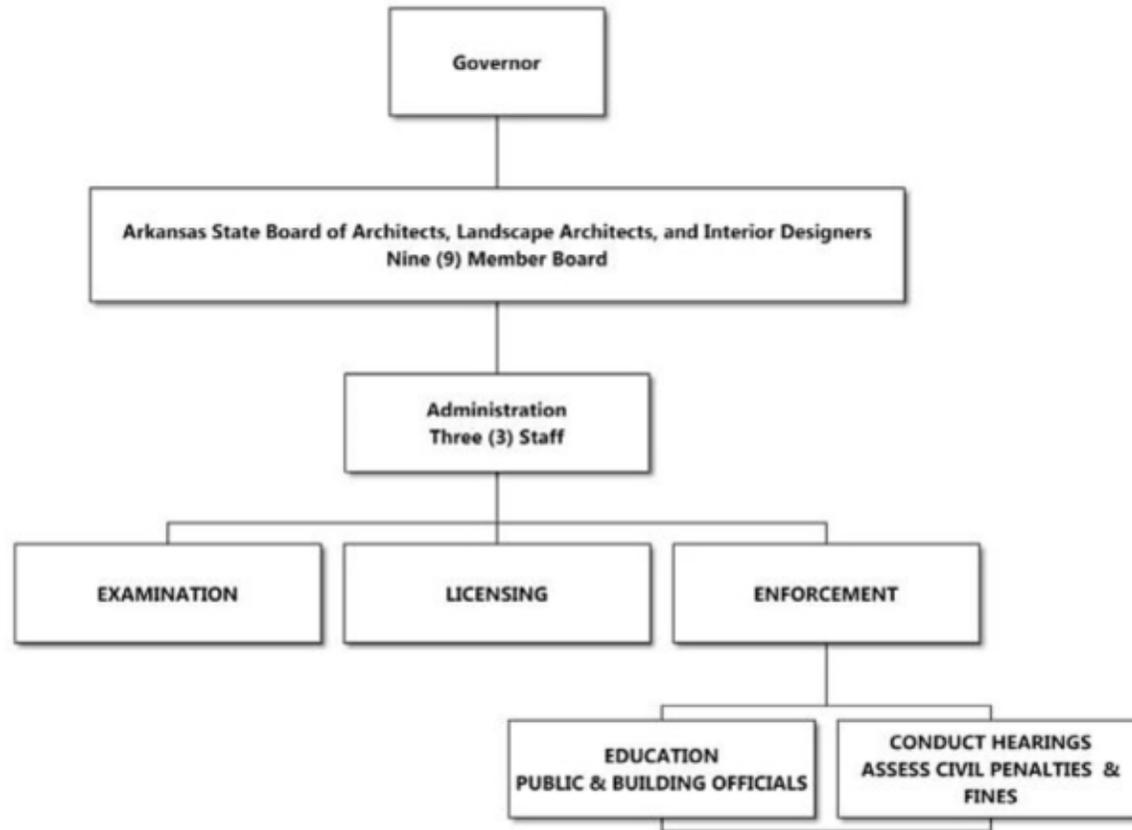 Governor
Arkansas State Board of Architects, Landscape Architects, and Interior Designers
Nine (9) Member Board
Administration
Three (3) Staff
EXAMINATION
LICENSING
ENFORCEMENT
EDUCATION
PUBLIC & BUILDING OFFICIALS
CONDUCT HEARINGS
ASSESS CIVIL PENALTIES &
FINES